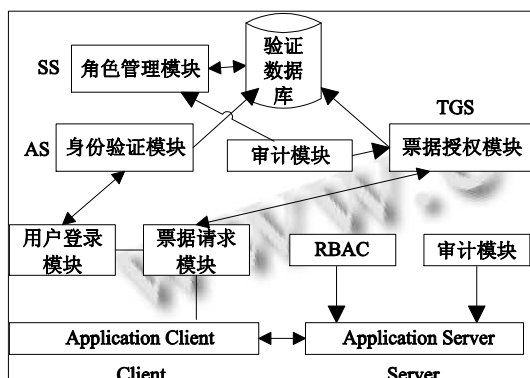 验证
数据
库
SS
角色管理模块
TGS
AS
身份验证模块
审计模块
票据授权模块
用户登录
模块
票据请求
模块
RBAC
审计模块
Application Client
Application Server
Client
Server